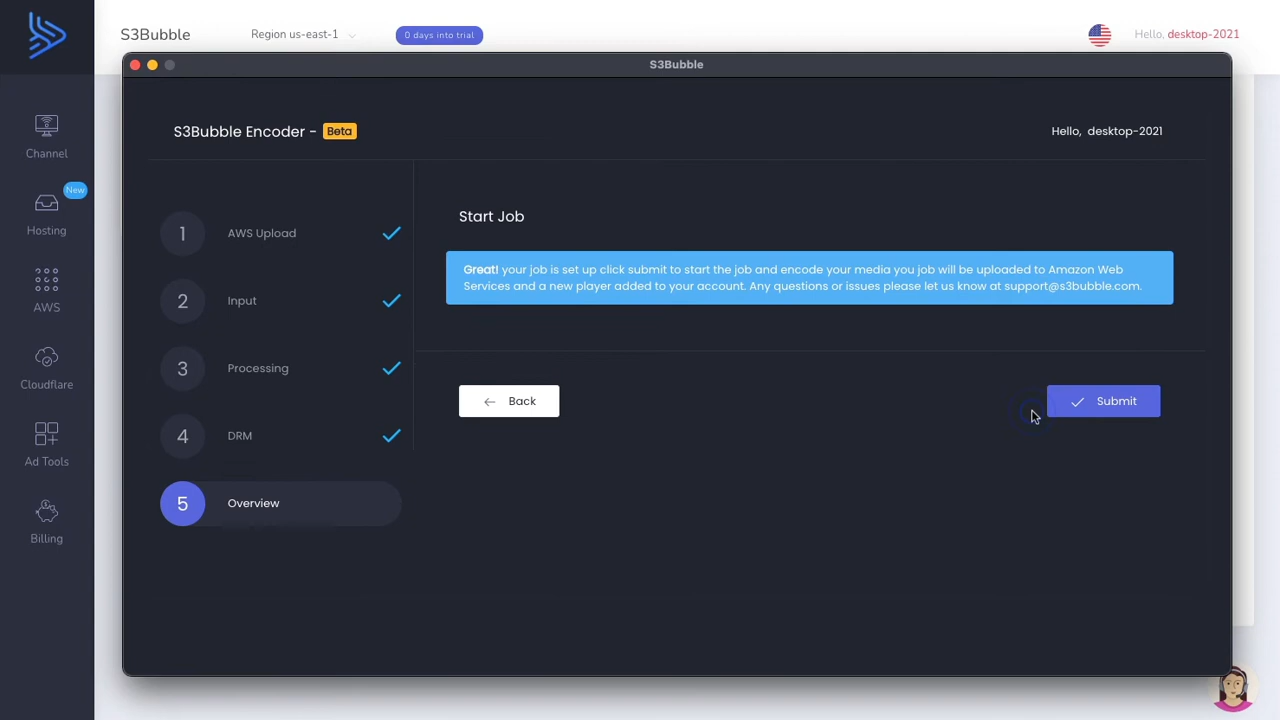 S3Bubble
Region us-east-1
0 days into trial
Hello, desktop-2021
S3Bubble
Channel
New
Hosting
AWS
Cloudflare
Ad Tools
Billing
S3Bubble Encoder - Beta
Hello, desktop-2021
1 AWS Upload
2 Input
3 Processing
4 DRM
5 Overview
Start Job
Great! your job is set up click submit to start the job and encode your media you job will be uploaded to Amazon Web
Services and a new player added to your account. Any questions or issues please let us know at support@s3bubble.com.
Back
Submit